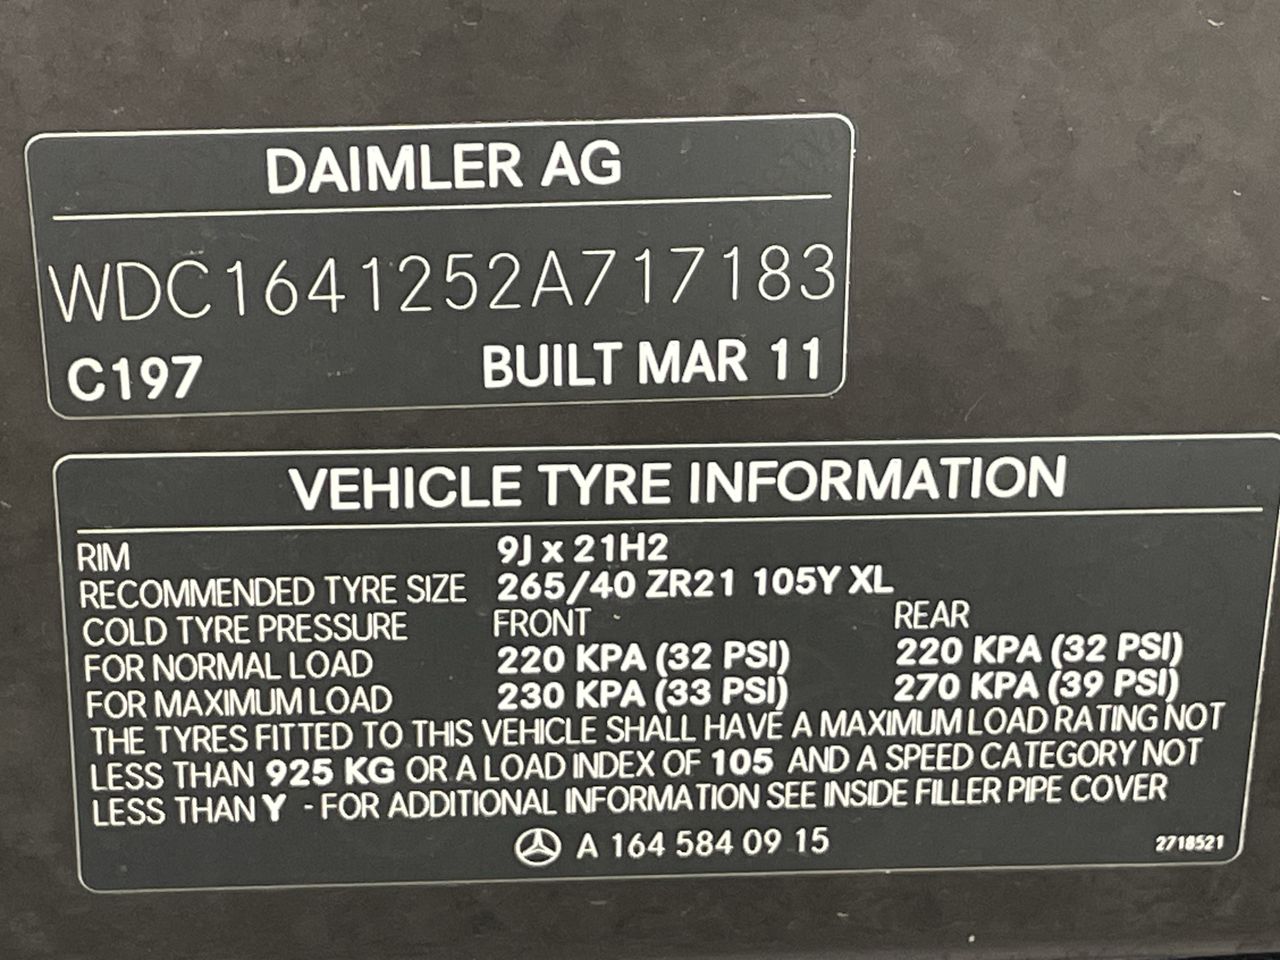 DAIMLER AG
WDC1641252A717183
C197 BUILT MAR 11
VEHICLE TYRE INFORMATION
RIM 9J x 21H2
RECOMMENDED TYRE SIZE 265/40 ZR21 105Y XL
COLD TYRE PRESSURE FRONT REAR
FOR NORMAL LOAD 220 KPA (32 PSI) 220 KPA (32 PSI)
FOR MAXIMUM LOAD 230 KPA (33 PSI) 270 KPA (39 PSI)
THE TYRES FITTED TO THIS VEHICLE SHALL HAVE A MAXIMUM LOAD RATING NOT
LESS THAN 925 KG OR A LOAD INDEX OF 105 AND A SPEED CATEGORY NOT
LESS THAN Y - FOR ADDITIONAL INFORMATION SEE INSIDE FILLER PIPE COVER
A 164 584 09 15
2718521